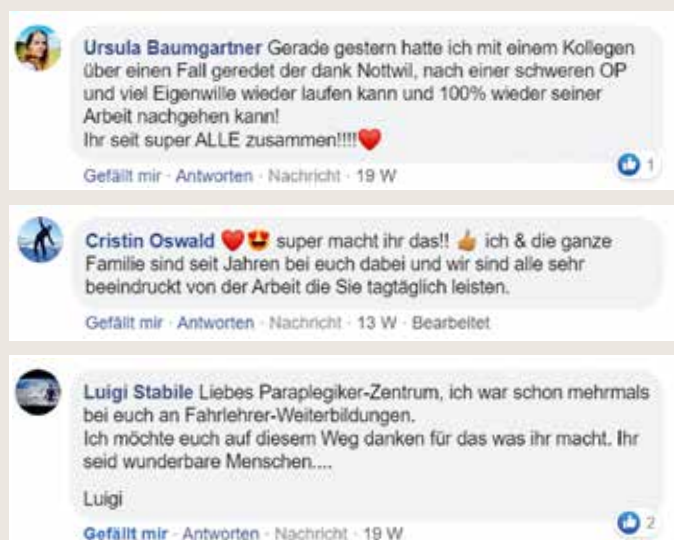 Ursula Baumgartner Gerade gestern hatte ich mit einem Kollegen
über einen Fall geredet der dank Nottwil, nach einer schweren OP
und viel Eigenwille wieder laufen kann und 100% wieder seiner
Arbeit nachgehen kann!
Ihr seit super ALLE zusammen!!!!❤️
Gefällt mir · Antworten · Nachricht · 19 W
1
Cristin Oswald ❤️😍 super macht ihr das!! 👍 ich & die ganze
Familie sind seit Jahren bei euch dabei und wir sind alle sehr
beeindruckt von der Arbeit die Sie tagtäglich leisten.
Gefällt mir · Antworten · Nachricht · 13 W · Bearbeitet
Luigi Stabile Liebes Paraplegiker-Zentrum, ich war schon mehrmals
bei euch an Fahrlehrer-Weiterbildungen.
Ich möchte euch auf diesem Weg danken für das was ihr macht. Ihr
seid wunderbare Menschen....
Luigi
Gefällt mir · Antworten · Nachricht · 19 W
2